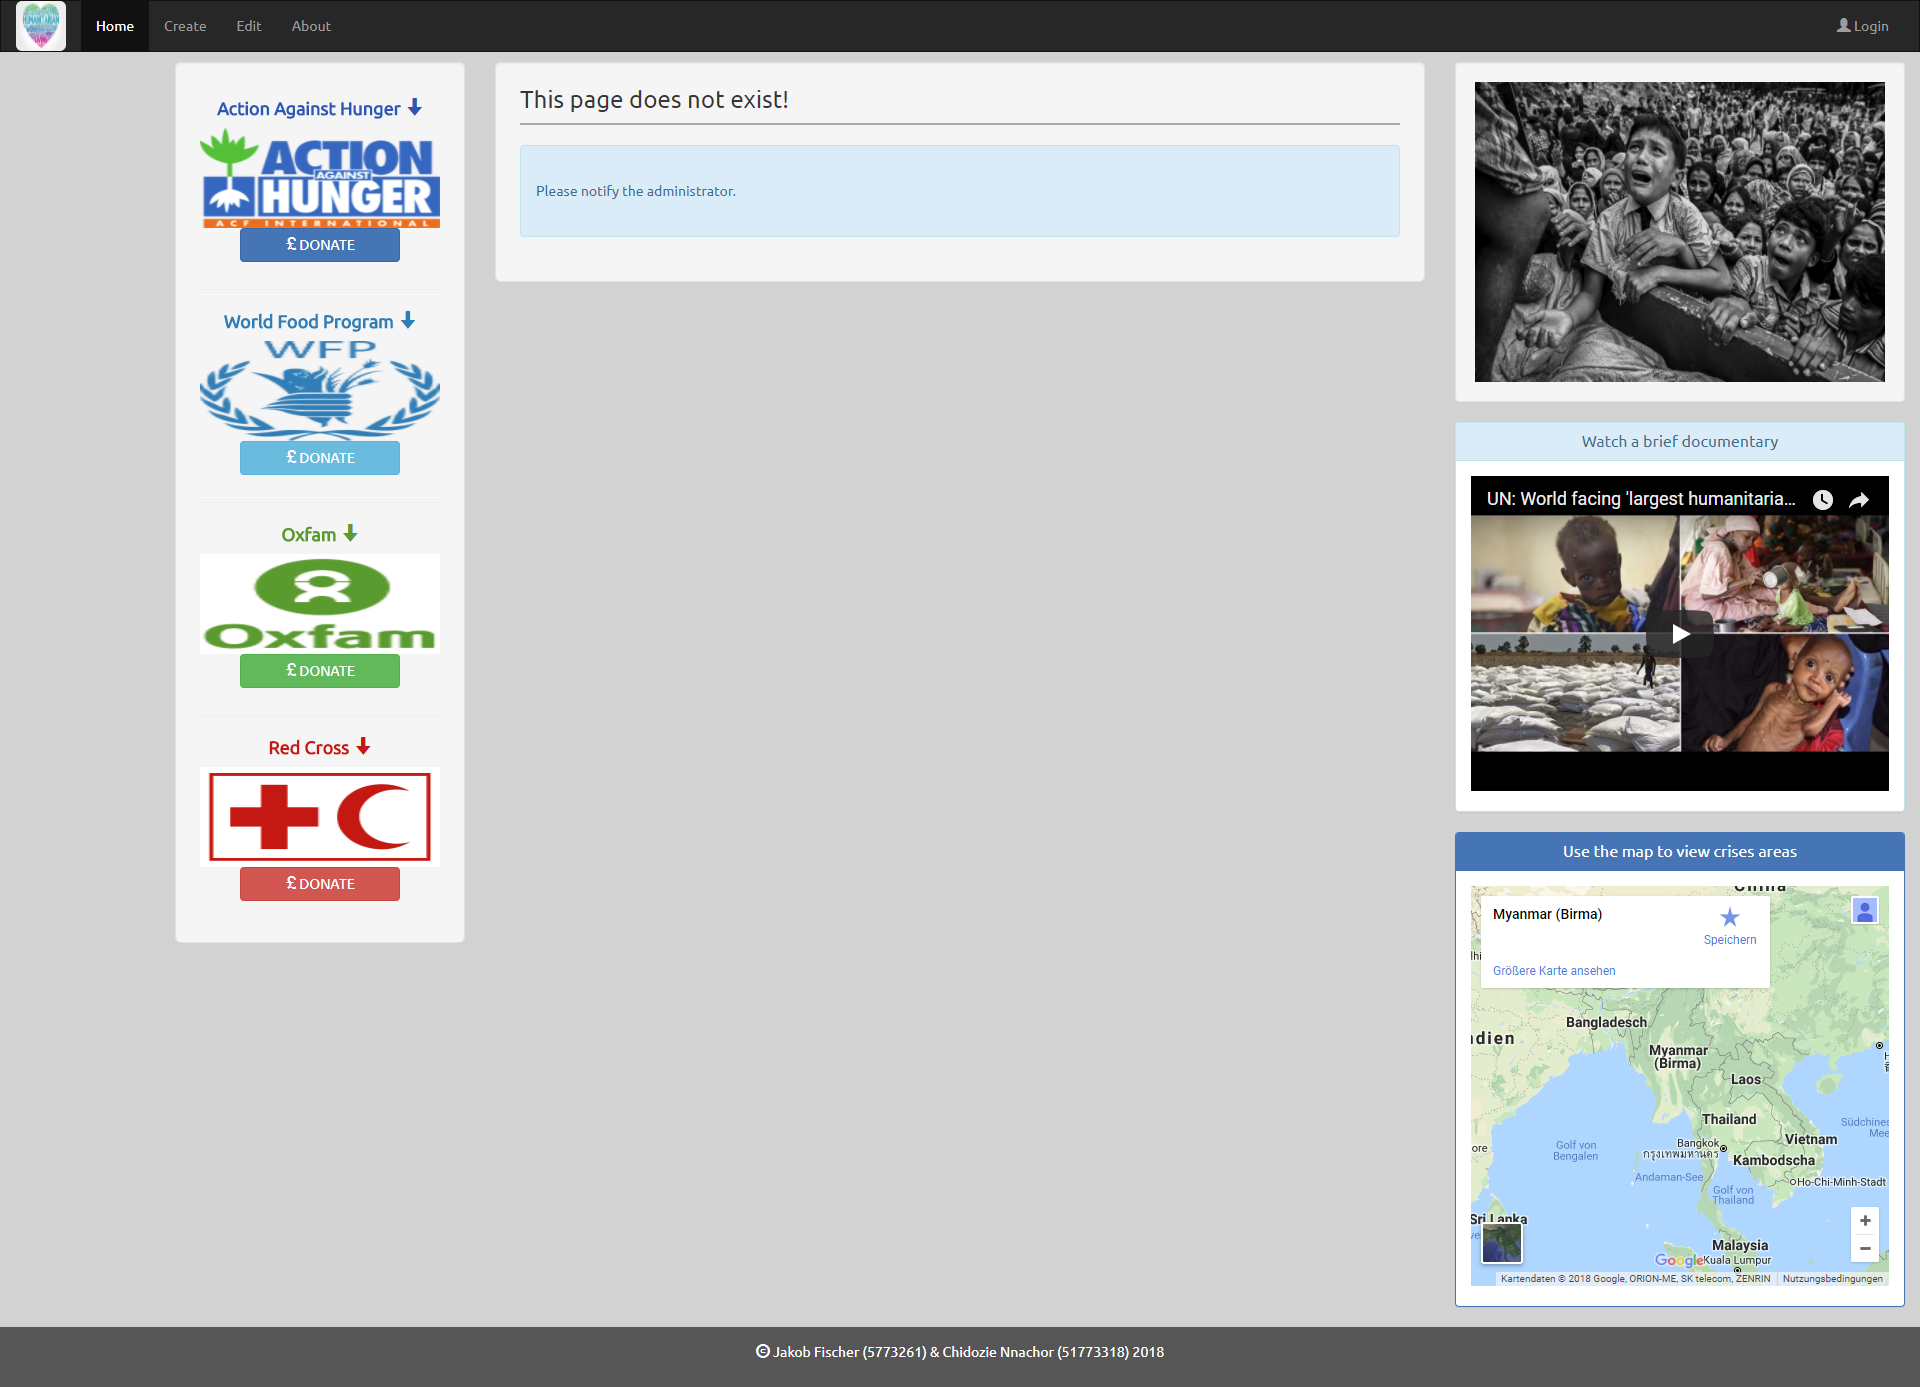 Home
Create
Edit
About
Login
Action Against Hunger
ACTION
AGAINST
HUNGER
ACF INTERNATIONAL
£ DONATE
World Food Program
WFP
£ DONATE
Oxfam
Oxfam
£ DONATE
Red Cross
£ DONATE
This page does not exist!
Please notify the administrator.
Watch a brief documentary
UN: World facing 'largest humanitaria...
Use the map to view crises areas
China
Myanmar (Birma)
Speichern
Größere Karte ansehen
Bangladesch
Myanmar
(Birma)
Laos
Thailand
Vietnam
Bangkok
กรุงเทพมหานคร
Kambodscha
Golf von
Bengalen
Andaman-See
Golf von
Thailand
Ho-Chi-Minh-Stadt
Sri Lanka
Malaysia
Kuala Lumpur
Google
Kartendaten © 2018 Google, ORION-ME, SK telecom, ZENRIN
Nutzungsbedingungen
© Jakob Fischer (5773261) & Chidozie Nnachor (51773318) 2018